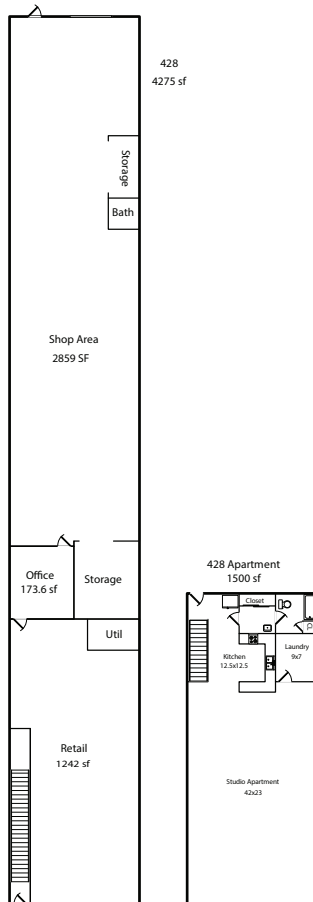 428
4275 sf
Storage
Bath
Shop Area
2859 SF
Office
173.6 sf
Storage
Util
Retail
1242 sf
428 Apartment
1500 sf
Closet
Kitchen
12.5x12.5
Laundry
9x7
Studio Apartment
42x23